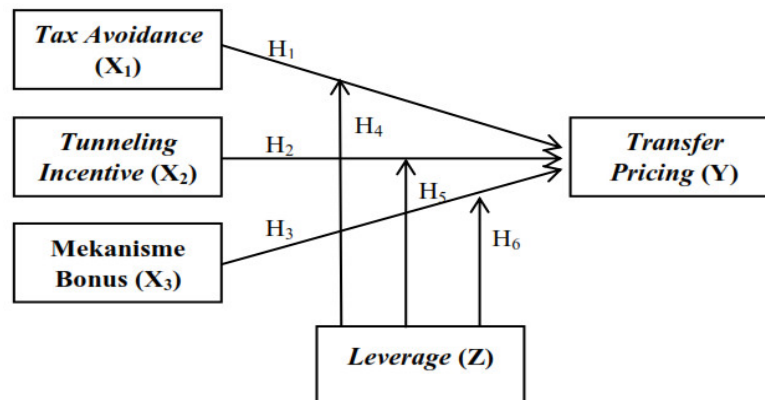 Tax Avoidance
(X₁)
H₁
H₄
Tunneling
Incentive (X₂)
H₂
Transfer
Pricing (Y)
H₅
Mekanisme
Bonus (X₃)
H₃
H₆
Leverage (Z)